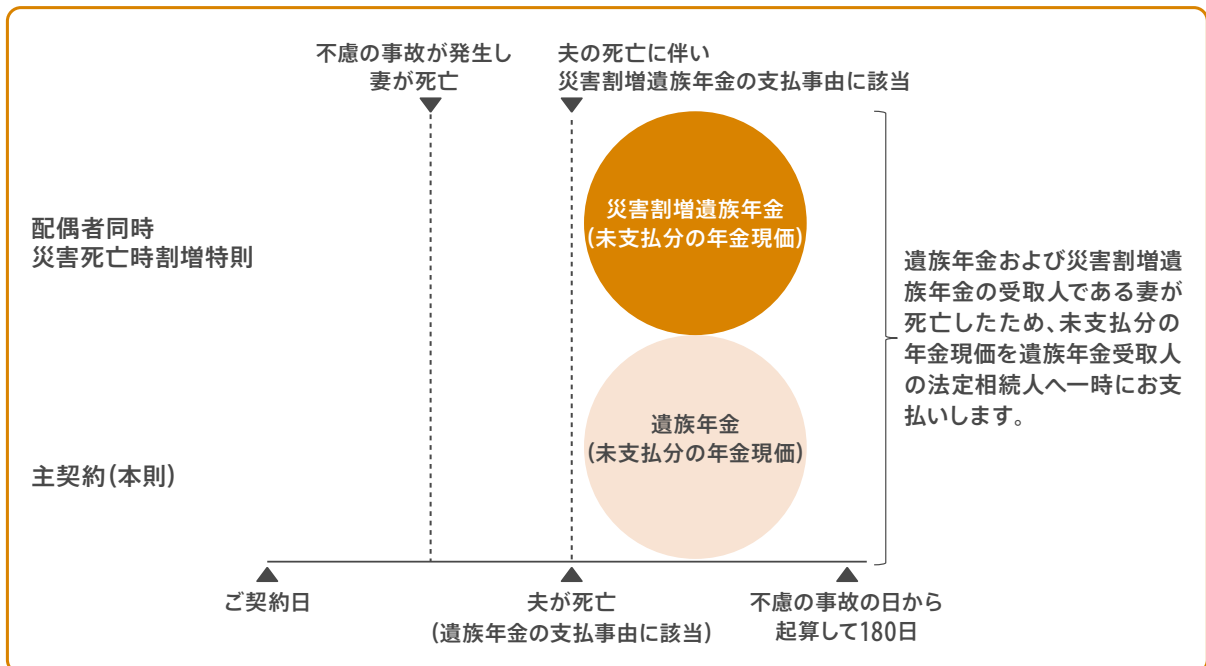 不慮の事故が発生し
妻が死亡
夫の死亡に伴い
災害割増遺族年金の支払事由に該当
配偶者同時
災害死亡時割増特則
災害割増遺族年金
(未支払分の年金現価)
遺族年金および災害割増遺
族年金の受取人である妻が
死亡したため、未支払分の
年金現価を遺族年金受取人
の法定相続人へ一時にお支
払いします。
遺族年金
(未支払分の年金現価)
主契約(本則)
ご契約日
夫が死亡
(遺族年金の支払事由に該当)
不慮の事故の日から
起算して180日